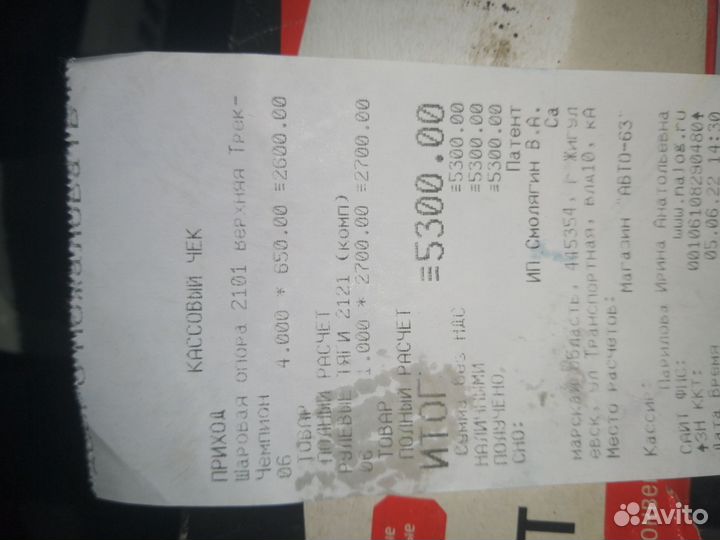 КАССОВЫЙ ЧЕК
ПРИХОД
Шаровая опора 2101 верхняя Трек-
Чемпион
4.000 * 650.00 ≡2600.00
06 ТОВАР
ПОЛНЫЙ РАСЧЕТ
РУЛЕВЫЕ ТЯГИ 2121 (КОМП)
1.000 * 2700.00 ≡2700.00
06 ТОВАР
ПОЛНЫЙ РАСЧЕТ
ИТОГ ≡5300.00
СУММА без НДС ≡5300.00
НАЛИЧНЫМИ ≡5300.00
ПОЛУЧЕНО: ≡5300.00
СНО: Патент
ИП Смолягин В.А.
Са
марская область, 445354, г Жигул
евск, ул Транспортная, влм10, кА
Место расчетов:
Магазин "АВТО-63"
Кассир: Парилова Ирина Анатольевна
САЙТ ФНС: www.nalog.ru
↑ЗН ККТ: 00106108290480↑
Дата Время 05.06.22 14:30
Avito